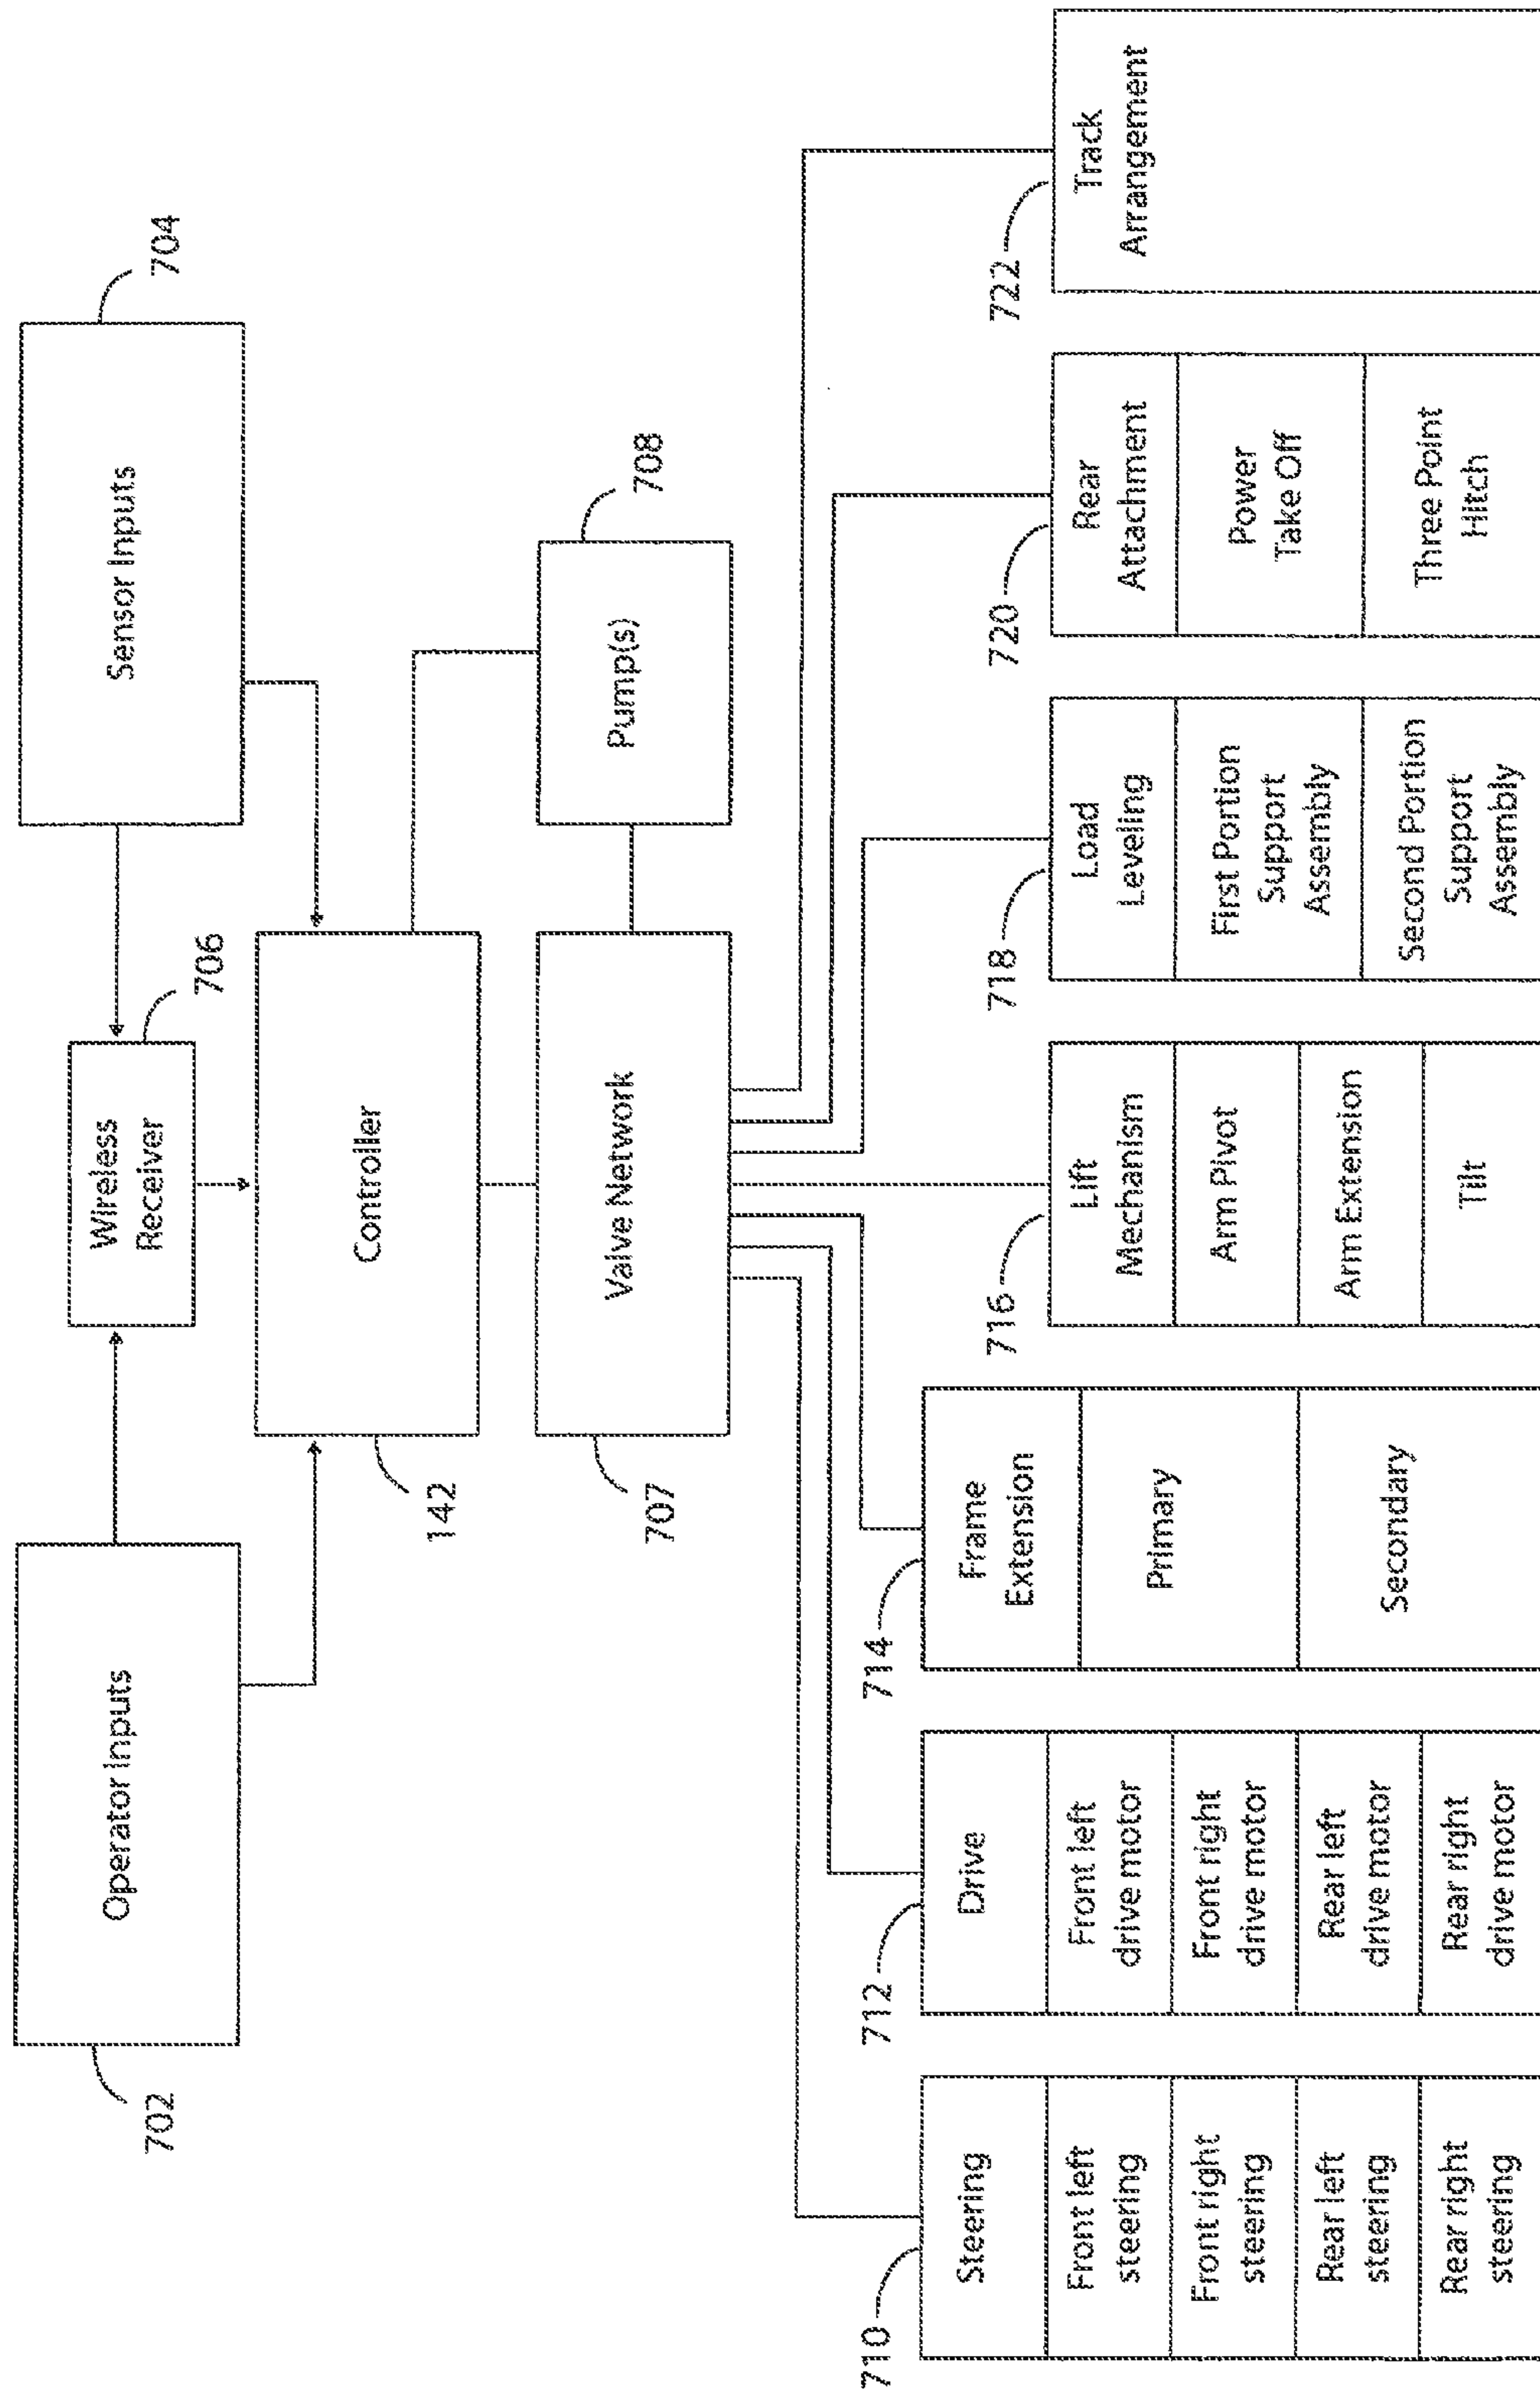 702
Operator Inputs
Sensor Inputs
704
Wireless
Receiver
706
142
Controller
707
Valve Network
Pump(s)
708
710
Steering
Front left
steering
Front right
steering
Rear left
steering
Rear right
steering
712
Drive
Front left
drive motor
Front right
drive motor
Rear left
drive motor
Rear right
drive motor
714
Frame
Extension
Primary
Secondary
716
Lift
Mechanism
Arm Pivot
Arm Extension
Tilt
718
Load
Leveling
First Portion
Support
Assembly
Second Portion
Support
Assembly
720
Rear
Attachment
Power
Take Off
Three Point
Hitch
722
Track
Arrangement